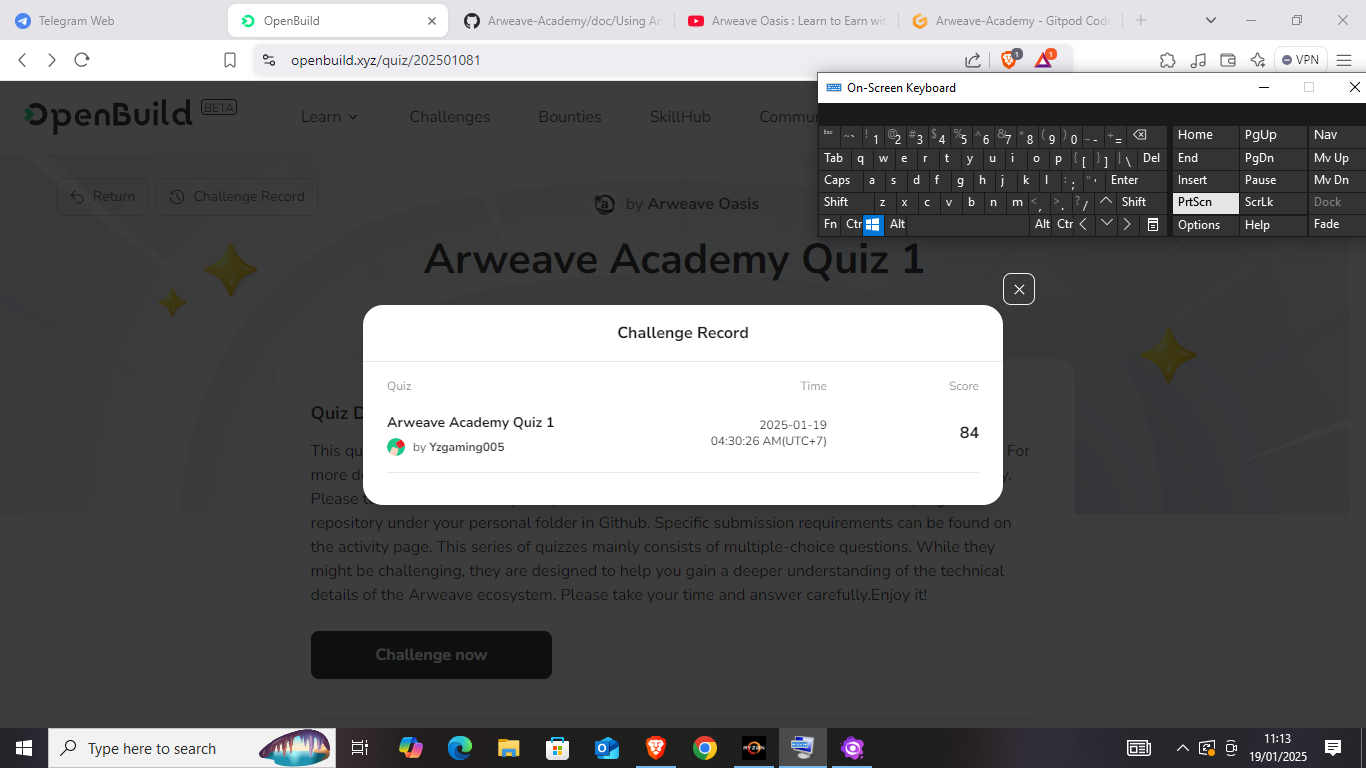 Telegram Web
OpenBuild
Arweave-Academy/doc/Using Ar
Arweave Oasis : Learn to Earn wit
Arweave-Academy - Gitpod Code
openbuild.xyz/quiz/202501081
1
1
VPN
On-Screen Keyboard
Esc ~ ` ! 1 @ 2 # 3 $ 4 % 5 ^ 6 & 7 * 8 ( 9 ) 0 _ - + = Home PgUp Nav
Tab q w e r t y u i o p { [ } ] | \ Del End PgDn Mv Up
Caps a s d f g h j k l : ; " ' Enter Insert Pause Mv Dn
Shift z x c v b n m < , > . ? / Shift PrtScn ScrLk Dock
Fn Ctr Alt Alt Ctr Options Help Fade
OpenBuild BETA
Learn
Challenges
Bounties
SkillHub
Commun
Return
Challenge Record
by Arweave Oasis
Arweave Academy Quiz 1
Challenge Record
Quiz Time Score
Arweave Academy Quiz 1
by Yzgaming005
2025-01-19
04:30:26 AM(UTC+7)
84
Quiz D
This qu
For
more d
y.
Please t
repository under your personal folder in Github. Specific submission requirements can be found on
the activity page. This series of quizzes mainly consists of multiple-choice questions. While they
might be challenging, they are designed to help you gain a deeper understanding of the technical
details of the Arweave ecosystem. Please take your time and answer carefully.Enjoy it!
Challenge now
Type here to search
RYZEN
11:13
19/01/2025